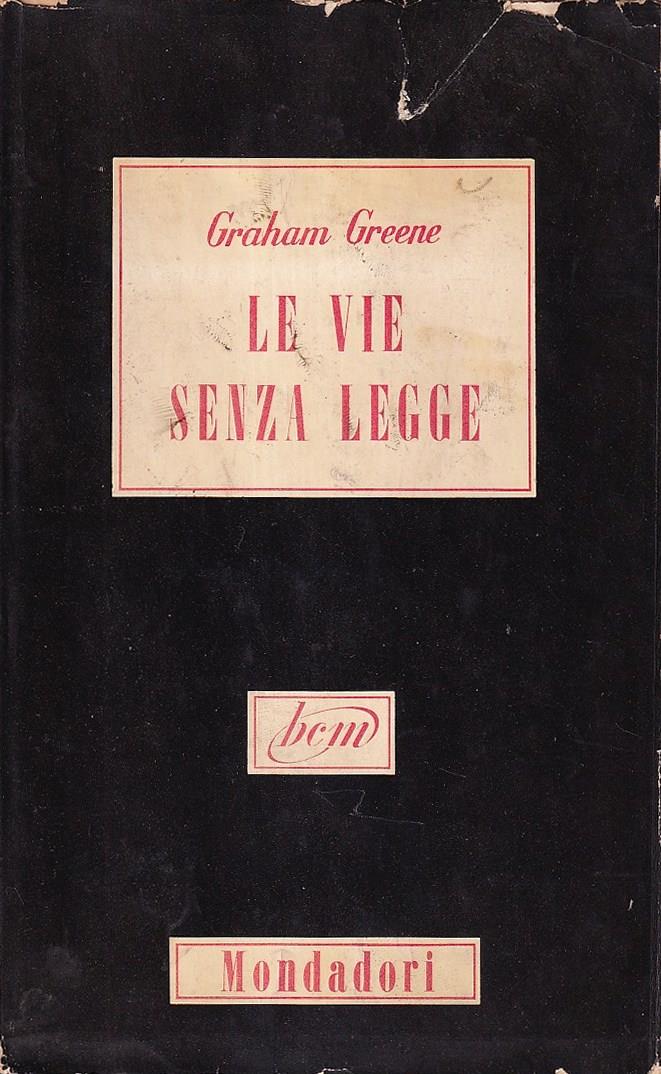 Graham Greene
LE VIE
SENZA LEGGE
bcm
Mondadori